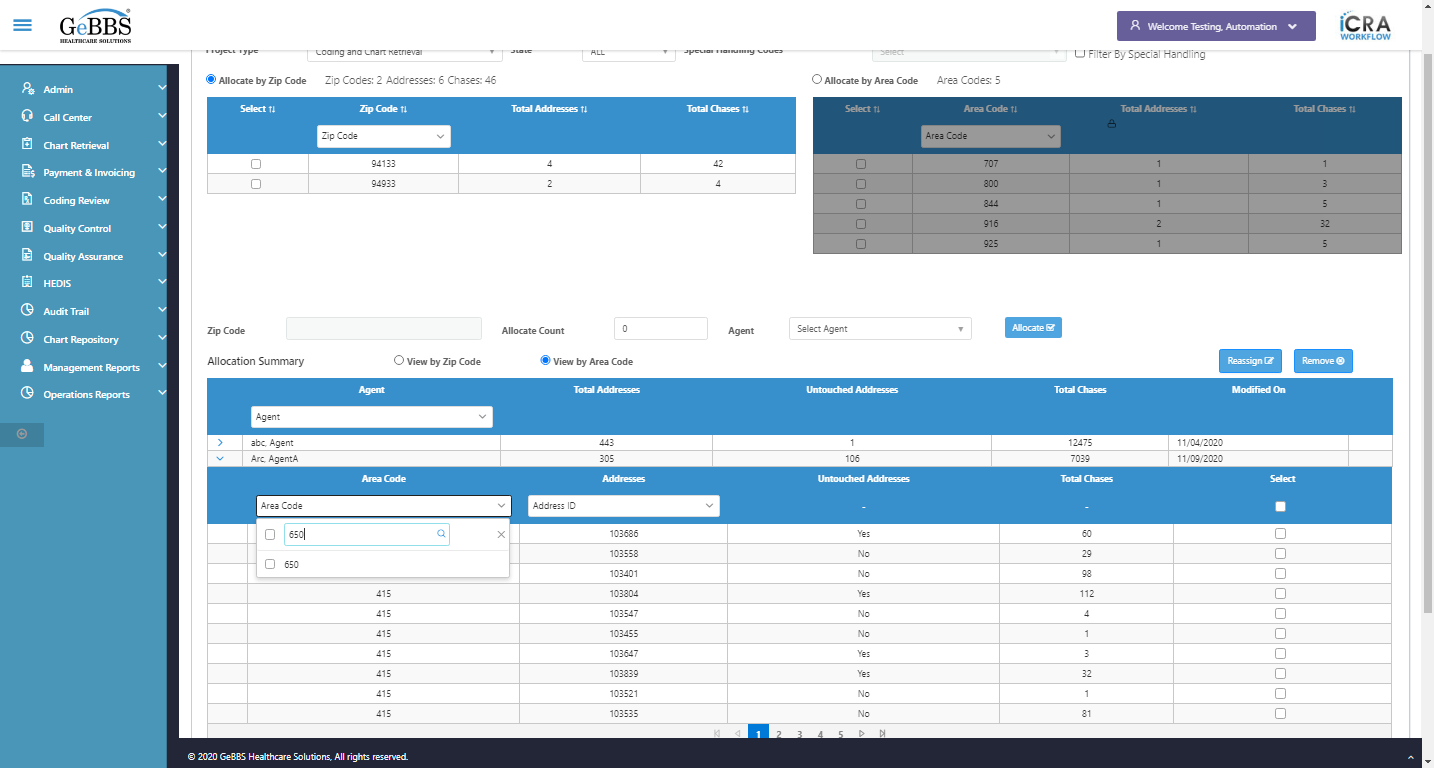 GeBBS
HEALTHCARE SOLUTIONS
Welcome Testing, Automation
iCRA
WORKFLOW
Project Type Coding and Chart Retrieval State ALL Special Handling Codes Select Filter By Special Handling
Admin
Call Center
Chart Retrieval
Payment & Invoicing
Coding Review
Quality Control
Quality Assurance
HEDIS
Audit Trail
Chart Repository
Management Reports
Operations Reports
Allocate by Zip Code Zip Codes: 2 Addresses: 6 Chases: 46
Select Zip Code Total Addresses Total Chases
Zip Code
94133 4 42
94933 2 4
Allocate by Area Code Area Codes: 5
Select Area Code Total Addresses Total Chases
Area Code
707 1 1
800 1 3
844 1 5
916 2 32
925 1 5
Zip Code Allocate Count 0 Agent Select Agent Allocate
Allocation Summary View by Zip Code View by Area Code Reassign Remove
Agent Total Addresses Untouched Addresses Total Chases Modified On
Agent
abc, Agent 443 1 12475 11/04/2020
Arc, AgentA 305 106 7039 11/09/2020
Area Code Addresses Untouched Addresses Total Chases Select
Area Code Address ID - -
650 103686 Yes 60
103558 No 29
650 103401 No 98
415 103804 Yes 112
415 103547 No 4
415 103455 No 1
415 103647 Yes 3
415 103839 Yes 32
415 103521 No 1
415 103535 No 81
1 2 3 4 5
© 2020 GeBBS Healthcare Solutions, All rights reserved.